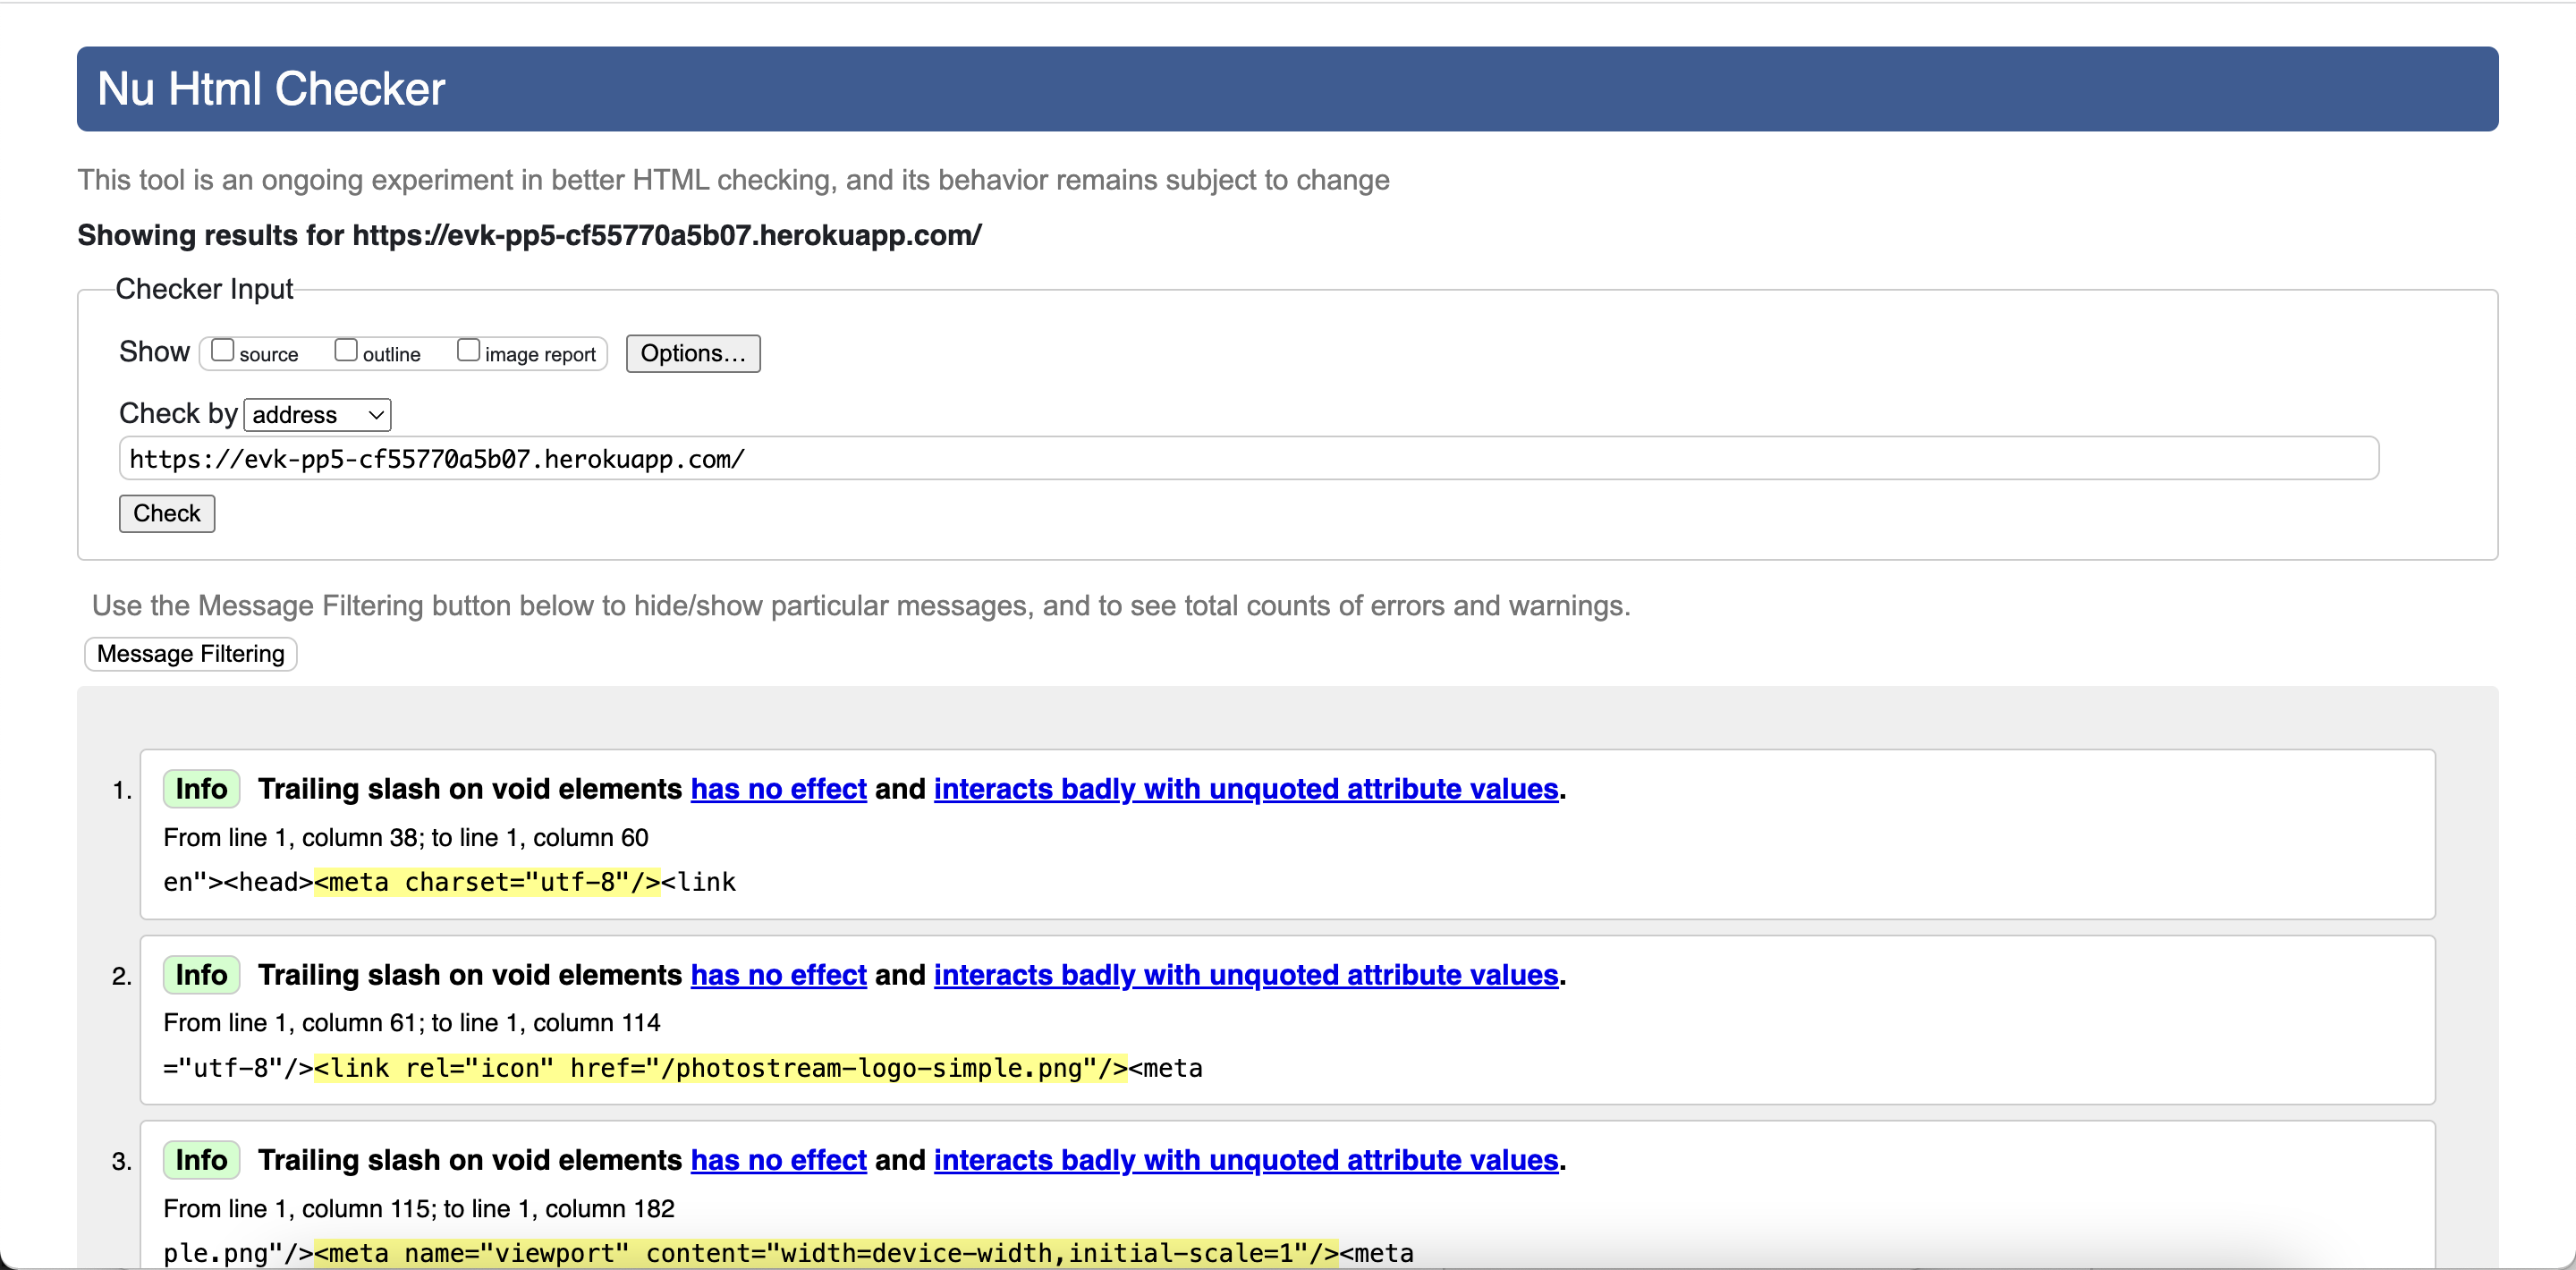 Nu Html Checker
This tool is an ongoing experiment in better HTML checking, and its behavior remains subject to change
Showing results for https://evk-pp5-cf55770a5b07.herokuapp.com/
Checker Input
Show source outline image report Options...
Check by address
https://evk-pp5-cf55770a5b07.herokuapp.com/
Check
Use the Message Filtering button below to hide/show particular messages, and to see total counts of errors and warnings.
Message Filtering
1. Info Trailing slash on void elements has no effect and interacts badly with unquoted attribute values.
From line 1, column 38; to line 1, column 60
en"><head><meta charset="utf-8"/><link
2. Info Trailing slash on void elements has no effect and interacts badly with unquoted attribute values.
From line 1, column 61; to line 1, column 114
="utf-8"/><link rel="icon" href="/photostream-logo-simple.png"/><meta
3. Info Trailing slash on void elements has no effect and interacts badly with unquoted attribute values.
From line 1, column 115; to line 1, column 182
ple.png"/><meta name="viewport" content="width=device-width,initial-scale=1"/><meta